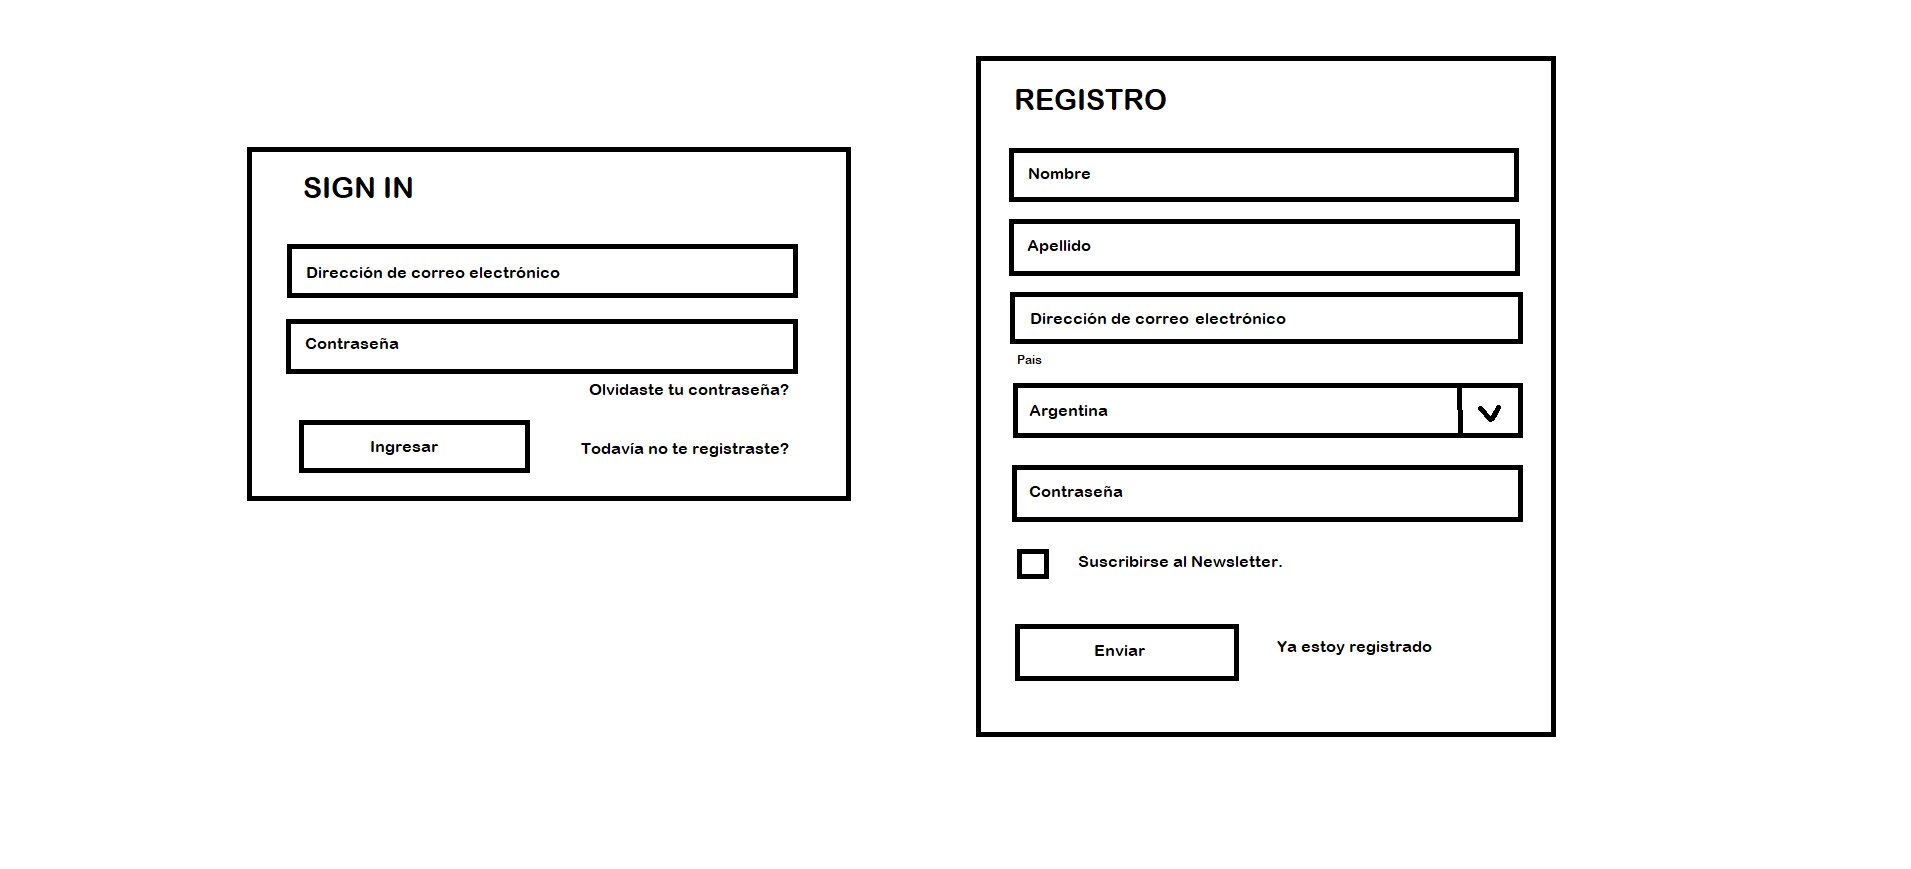 SIGN IN
Dirección de correo electrónico
Contraseña
Olvidaste tu contraseña?
Ingresar
Todavía no te registraste?
REGISTRO
Nombre
Apellido
Dirección de correo electrónico
Pais
Argentina
Contraseña
Suscribirse al Newsletter.
Enviar
Ya estoy registrado